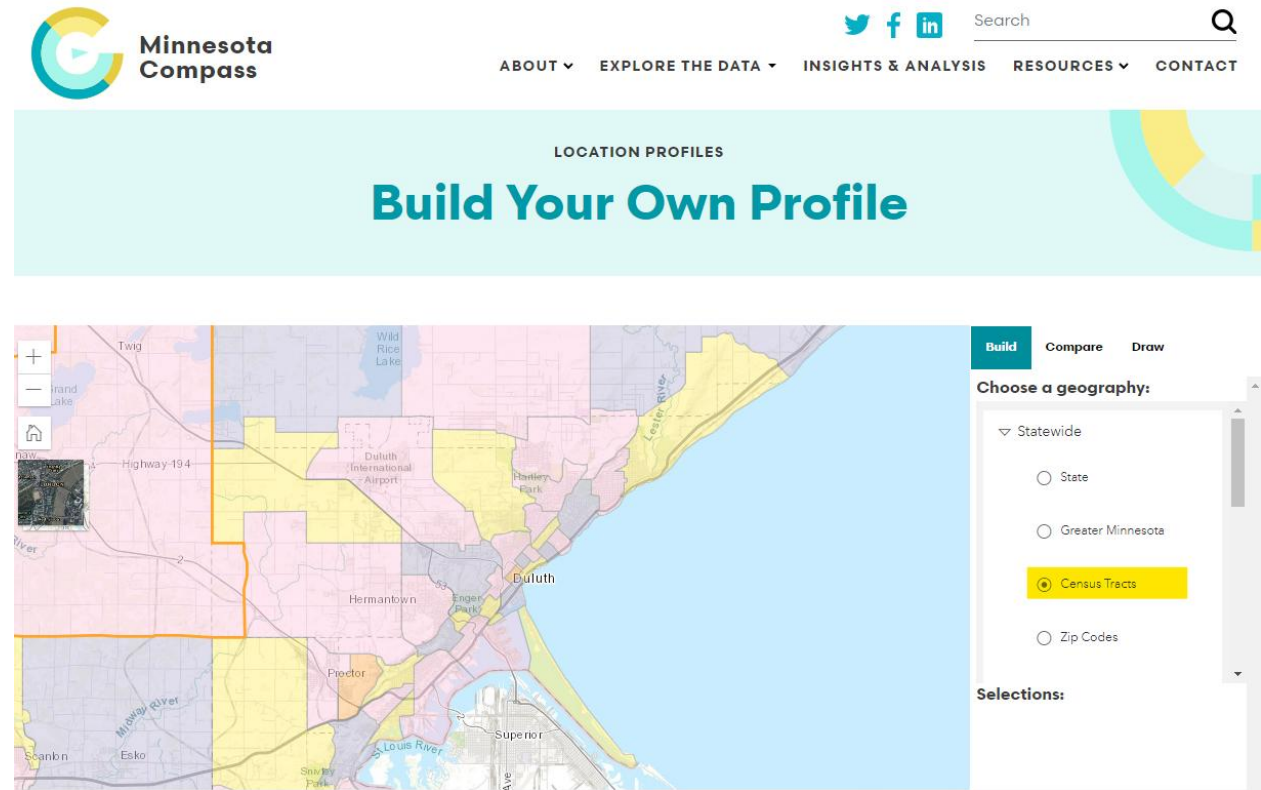 Minnesota
Compass
Search
ABOUT
EXPLORE THE DATA
INSIGHTS & ANALYSIS
RESOURCES
CONTACT
LOCATION PROFILES
Build Your Own Profile
Build
Compare
Draw
Choose a geography:
Statewide
State
Greater Minnesota
Census Tracts
Zip Codes
Selections:
Twig
Wild
Rice
Lake
Lester River
Highway 194
Duluth
International
Airport
Hartley
Park
2
53
Duluth
Hermantown
Enger
Park
Proctor
Midway River
Superior
St Louis River
Scanlon
Esko
Ave